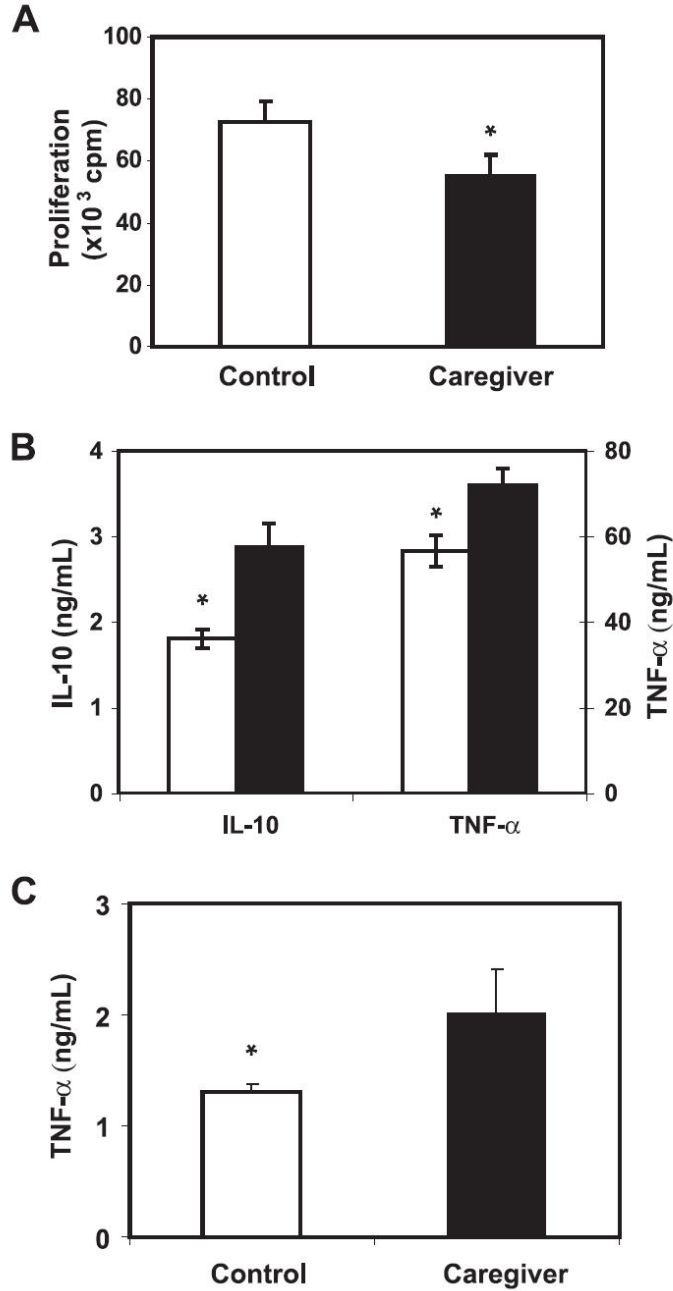 A
Proliferation
(x10³ cpm)
100
80
60
40
20
0
*
Control Caregiver
B
IL-10 (ng/mL)
4
3
2
1
0
*
*
80
60
40
20
0
TNF-α (ng/mL)
IL-10 TNF-α
C
TNF-α (ng/mL)
3
2
1
0
*
Control Caregiver